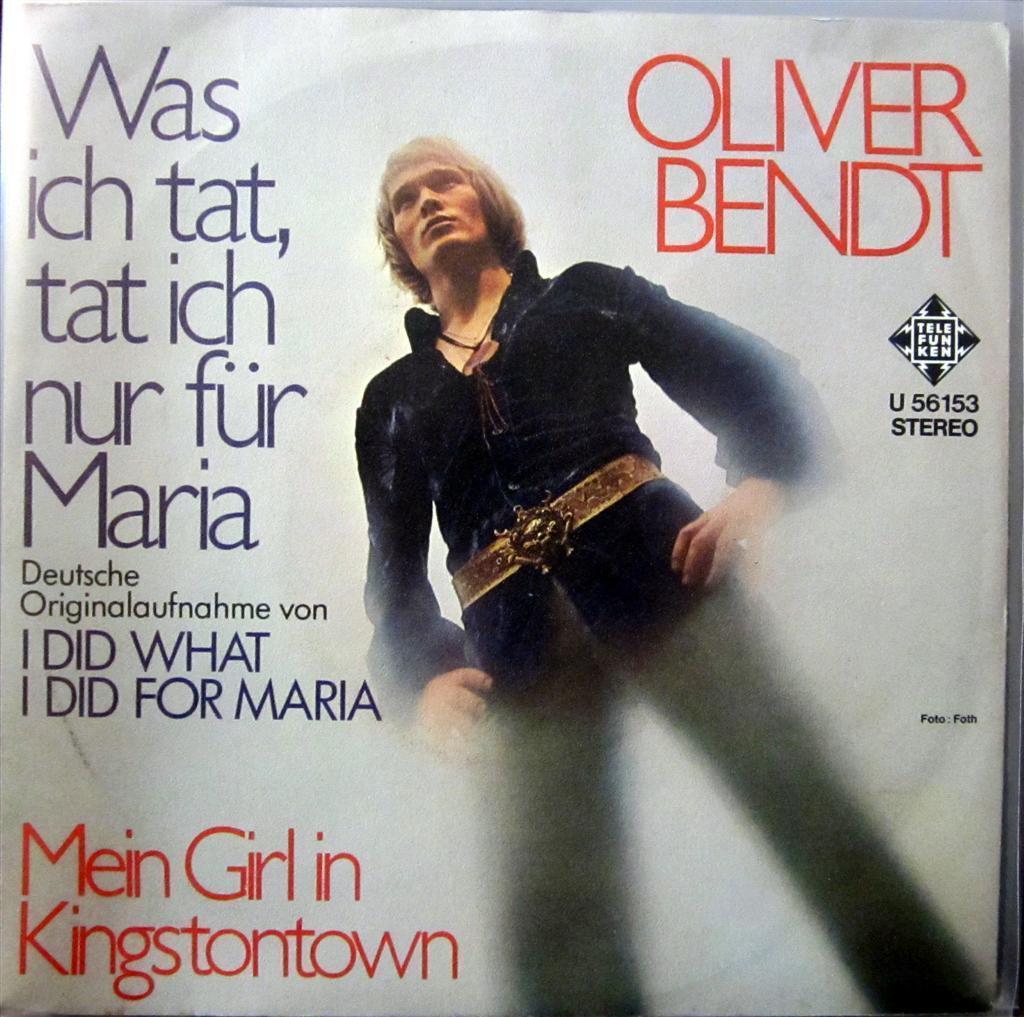 Was
ich tat,
tat ich
nur für
Maria
Deutsche
Originalaufnahme von
I DID WHAT
I DID FOR MARIA
Mein Girl in
Kingstontown
OLIVER
BENDT
TELE
FUN
KEN
U 56153
STEREO
Foto: Foth